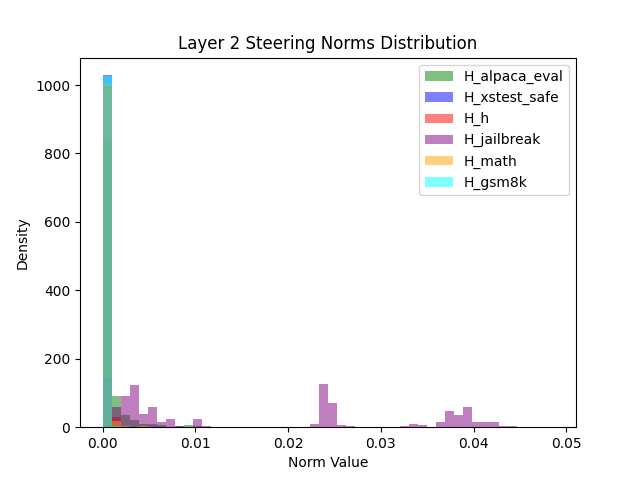 Layer 2 Steering Norms Distribution
H_alpaca_eval
H_xstest_safe
H_h
H_jailbreak
H_math
H_gsm8k
Density
1000
800
600
400
200
0
0.00 0.01 0.02 0.03 0.04 0.05
Norm Value